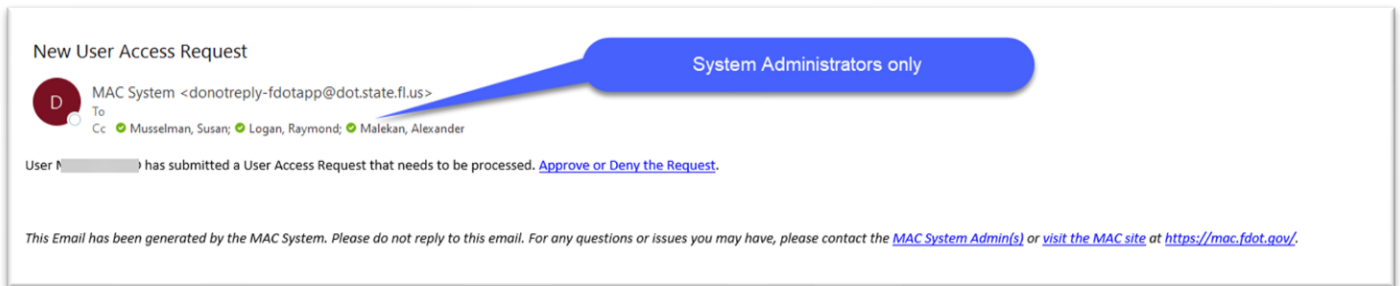 New User Access Request
System Administrators only
D
MAC System <donotreply-fdotapp@dot.state.fl.us>
To
Cc Musselman, Susan; Logan, Raymond; Malekan, Alexander
User has submitted a User Access Request that needs to be processed. Approve or Deny the Request.
This Email has been generated by the MAC System. Please do not reply to this email. For any questions or issues you may have, please contact the MAC System Admin(s) or visit the MAC site at https://mac.fdot.gov/.